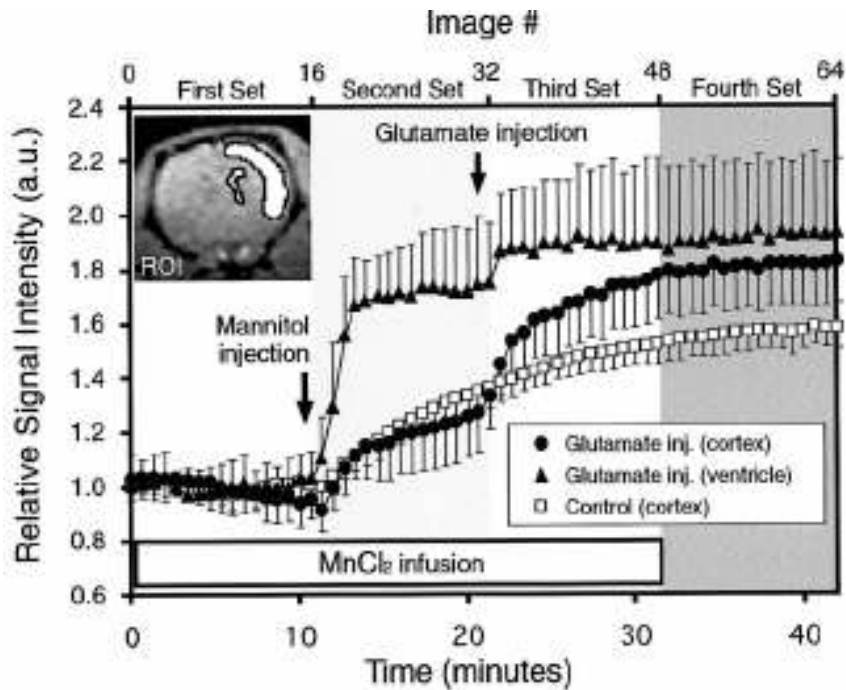 Image #
0 16 32 48 64
First Set Second Set Third Set Fourth Set
2.4
2.2
2.0
1.8
1.6
1.4
1.2
1.0
0.8
0.6
Relative Signal Intensity (a.u.)
Glutamate injection
ROI
Mannitol
injection
Glutamate inj. (cortex)
Glutamate inj. (ventricle)
Control (cortex)
MnCl₂ infusion
0 10 20 30 40
Time (minutes)